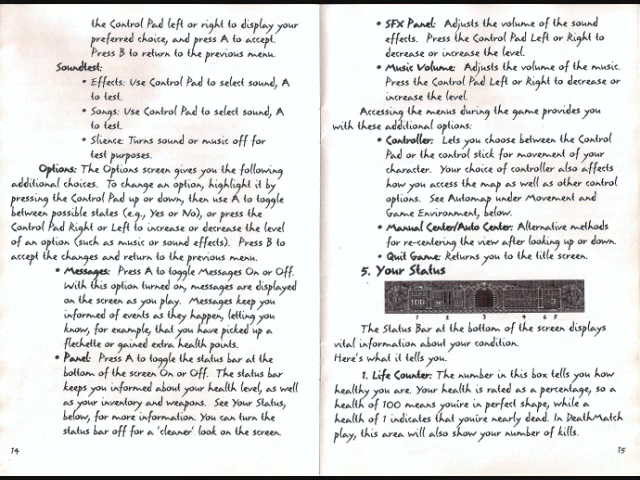 the Control Pad left or right to display your
preferred choice, and press A to accept.
Press B to return to the previous menu.
Soundtest:
• Effects: Use Control Pad to select sound, A
to test.
• Songs: Use Control Pad to select sound, A
to test.
• Slience: Turns sound or music off for
test purposes.
Options: The Options screen gives you the following
additional choices. To change an option, highlight it by
pressing the Control Pad up or down, then use A to toggle
between possible states (e.g., Yes or No), or press the
Control Pad Right or Left to increase or decrease the level
of an option (such as music or sound effects). Press B to
accept the changes and return to the previous menu.
• Messages: Press A to toggle Messages On or Off.
With this option turned on, messages are displayed
on the screen as you play. Messages keep you
informed of events as they happen, letting you
know, for example, that you have picked up a
flechette or gained extra health points.
• Panel: Press A to toggle the status bar at the
bottom of the screen On or Off. The status bar
keeps you informed about your health level, as well
as your inventory and weapons. See Your Status,
below, for more information. You can turn the
status bar off for a 'cleaner' look on the screen.
14
• SFX Panel: Adjusts the volume of the sound
effects. Press the Control Pad Left or Right to
decrease or increase the level.
• Music Volume: Adjusts the volume of the music.
Press the Control Pad Left or Right to decrease or
increase the level.
Accessing the menus during the game provides you
with these additional options:
• Controller: Lets you choose between the Control
Pad or the control stick for movement of your
character. Your choice of controller also affects
how you access the map as well as other control
options. See Automap under Movement and
Game Environment, below.
• Manual Center/Auto Center: Alternative methods
for re-centering the view after looking up or down.
• Quit Game: Returns you to the title screen.
5. Your Status
100
1 2 3 4 6 5
The Status Bar at the bottom of the screen displays
vital information about your condition.
Here's what it tells you.
1. Life Counter: The number in this box tells you how
healthy you are. Your health is rated as a percentage, so a
health of 100 means you're in perfect shape, while a
health of 1 indicates that you're nearly dead. In DeathMatch
play, this area will also show your number of kills.
15